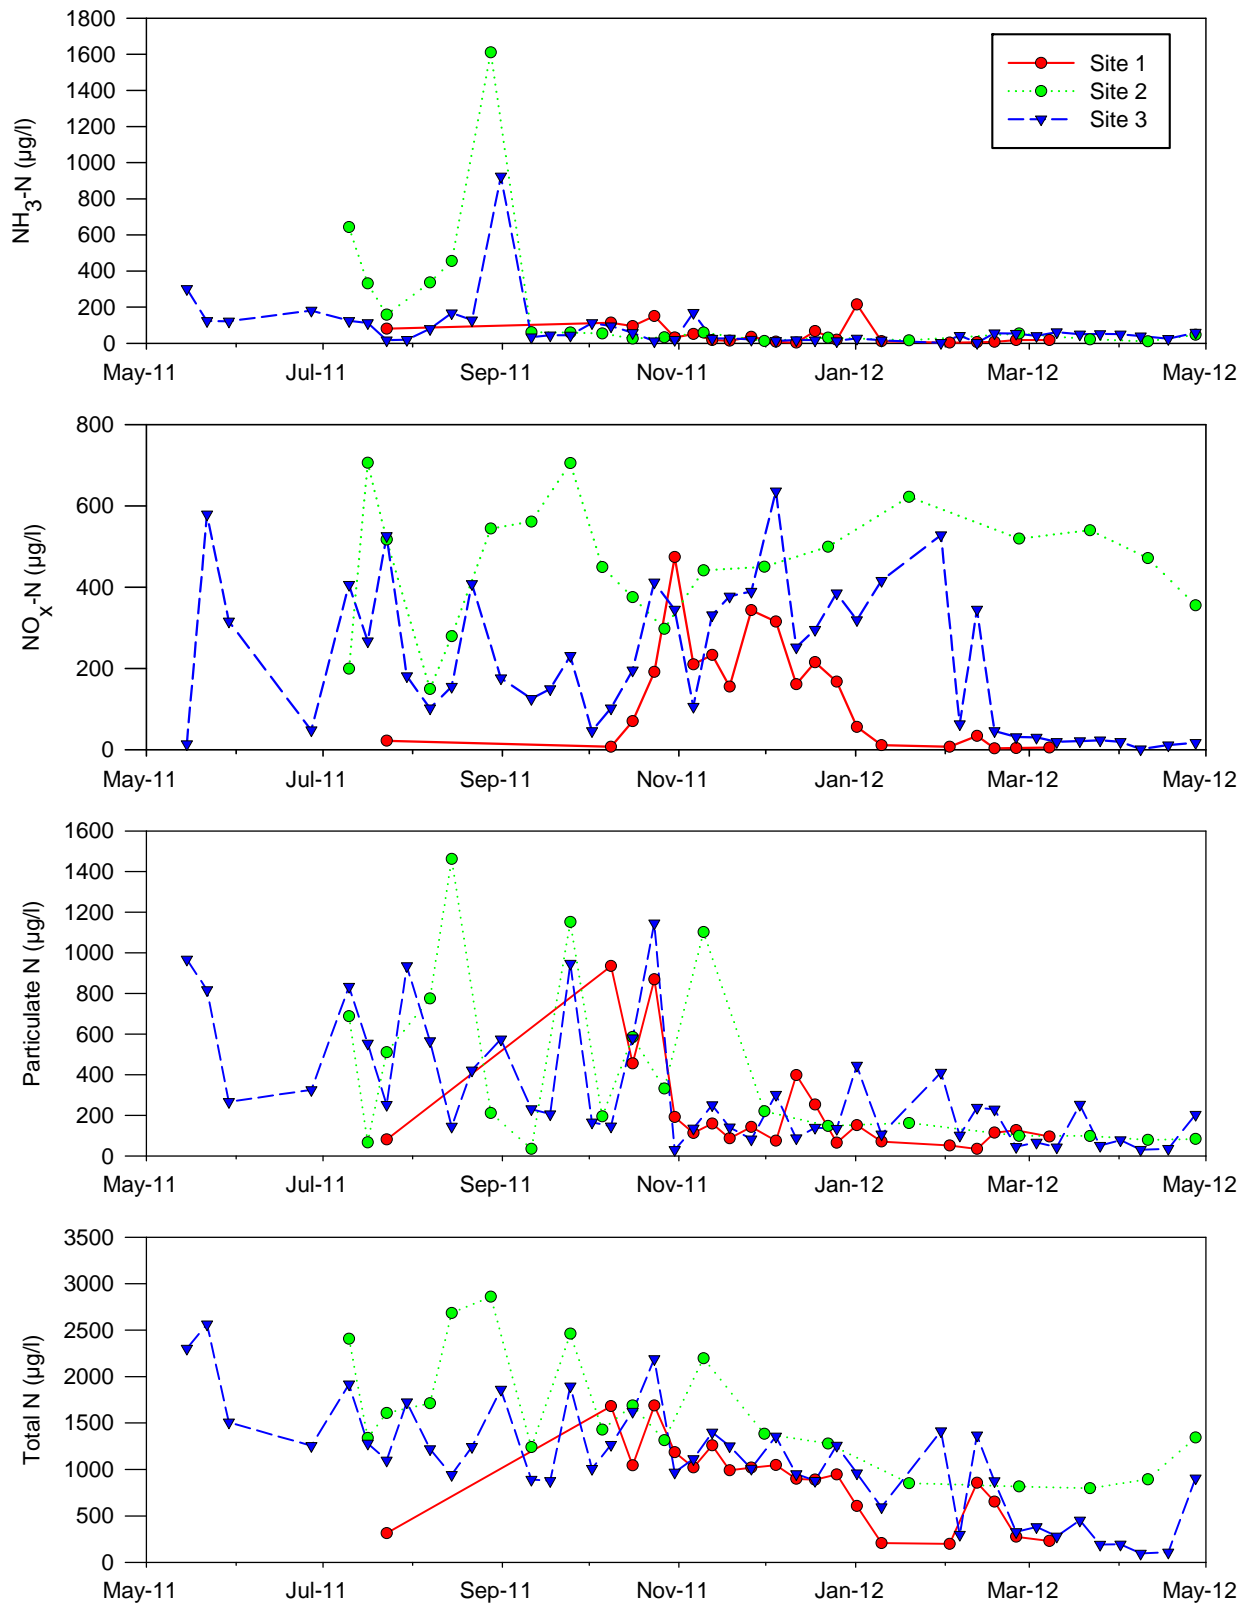 1800
1600
1400
1200
1000
800
600
400
200
0
NH3-N (µg/l)
Site 1
Site 2
Site 3
May-11 Jul-11 Sep-11 Nov-11 Jan-12 Mar-12 May-12
800
600
400
200
0
NOx-N (µg/l)
May-11 Jul-11 Sep-11 Nov-11 Jan-12 Mar-12 May-12
1600
1400
1200
1000
800
600
400
200
0
Particulate N (µg/l)
May-11 Jul-11 Sep-11 Nov-11 Jan-12 Mar-12 May-12
3500
3000
2500
2000
1500
1000
500
0
Total N (µg/l)
May-11 Jul-11 Sep-11 Nov-11 Jan-12 Mar-12 May-12